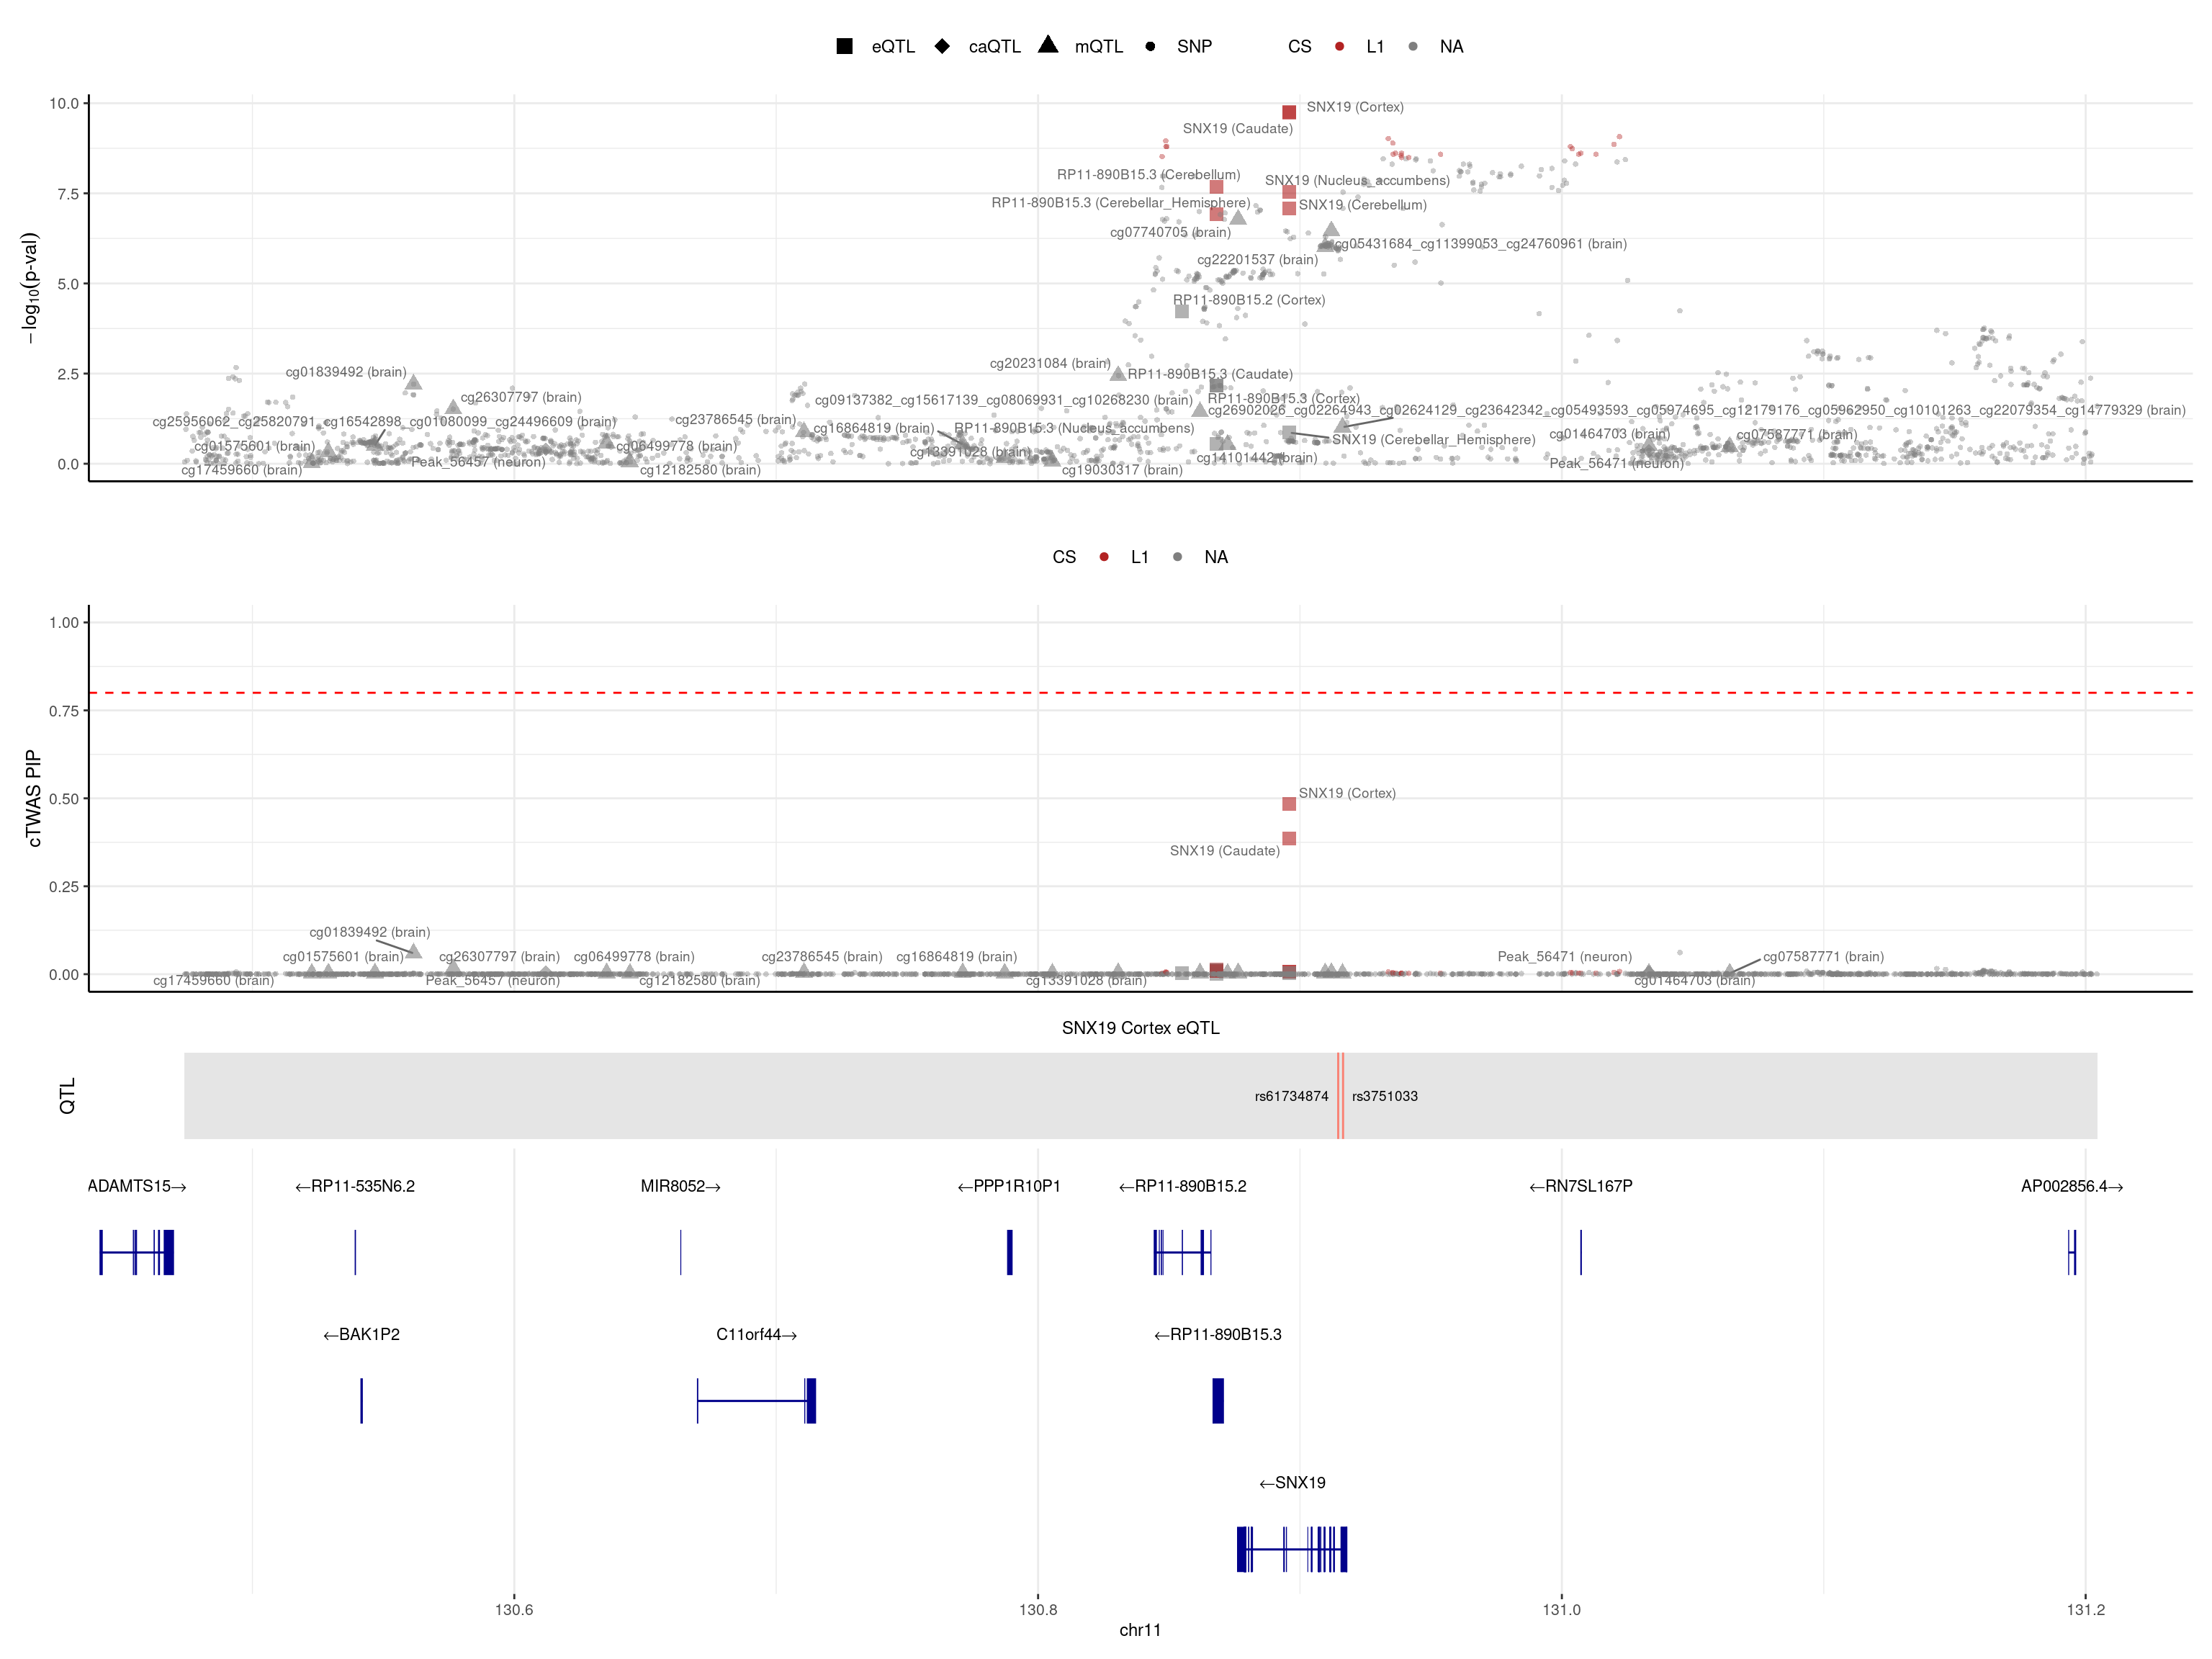 eQTL caQTL mQTL SNP CS L1 NA
10.0
7.5
5.0
2.5
0.0
−log10(p-val)
SNX19 (Cortex)
SNX19 (Caudate)
RP11-890B15.3 (Cerebellum)
SNX19 (Nucleus_accumbens)
RP11-890B15.3 (Cerebellar_Hemisphere)
SNX19 (Cerebellum)
cg07740705 (brain)
cg05431684_cg11399053_cg24760961 (brain)
cg22201537 (brain)
RP11-890B15.2 (Cortex)
cg20231084 (brain)
cg01839492 (brain)
RP11-890B15.3 (Caudate)
cg26307797 (brain)
RP11-890B15.3 (Cortex)
cg09137382_cg15617139_cg08069931_cg10268230 (brain)
cg26902026_cg02264943_cg02624129_cg23642342_cg05493593_cg05974695_cg12179176_cg05962950_cg10101263_cg22079354_cg14779329 (brain)
cg25956062_cg25820791_cg16542898_cg01080099_cg24496609 (brain)
cg23786545 (brain)
cg16864819 (brain)
RP11-890B15.3 (Nucleus_accumbens)
cg01464703 (brain)
cg07587771 (brain)
SNX19 (Cerebellar_Hemisphere)
cg01575601 (brain)
cg06499778 (brain)
cg13391028 (brain)
cg14101442 (brain)
Peak_56457 (neuron)
Peak_56471 (neuron)
cg17459660 (brain)
cg12182580 (brain)
cg19030317 (brain)
CS L1 NA
1.00
0.75
0.50
0.25
0.00
cTWAS PIP
SNX19 (Cortex)
SNX19 (Caudate)
cg01839492 (brain)
cg01575601 (brain)
cg26307797 (brain)
cg06499778 (brain)
cg23786545 (brain)
cg16864819 (brain)
Peak_56471 (neuron)
cg07587771 (brain)
cg17459660 (brain)
Peak_56457 (neuron)
cg12182580 (brain)
cg13391028 (brain)
cg01464703 (brain)
SNX19 Cortex eQTL
QTL
rs61734874
rs3751033
ADAMTS15→
←RP11-535N6.2
MIR8052→
←PPP1R10P1
←RP11-890B15.2
←RN7SL167P
AP002856.4→
←BAK1P2
C11orf44→
←RP11-890B15.3
←SNX19
130.6
130.8
131.0
131.2
chr11